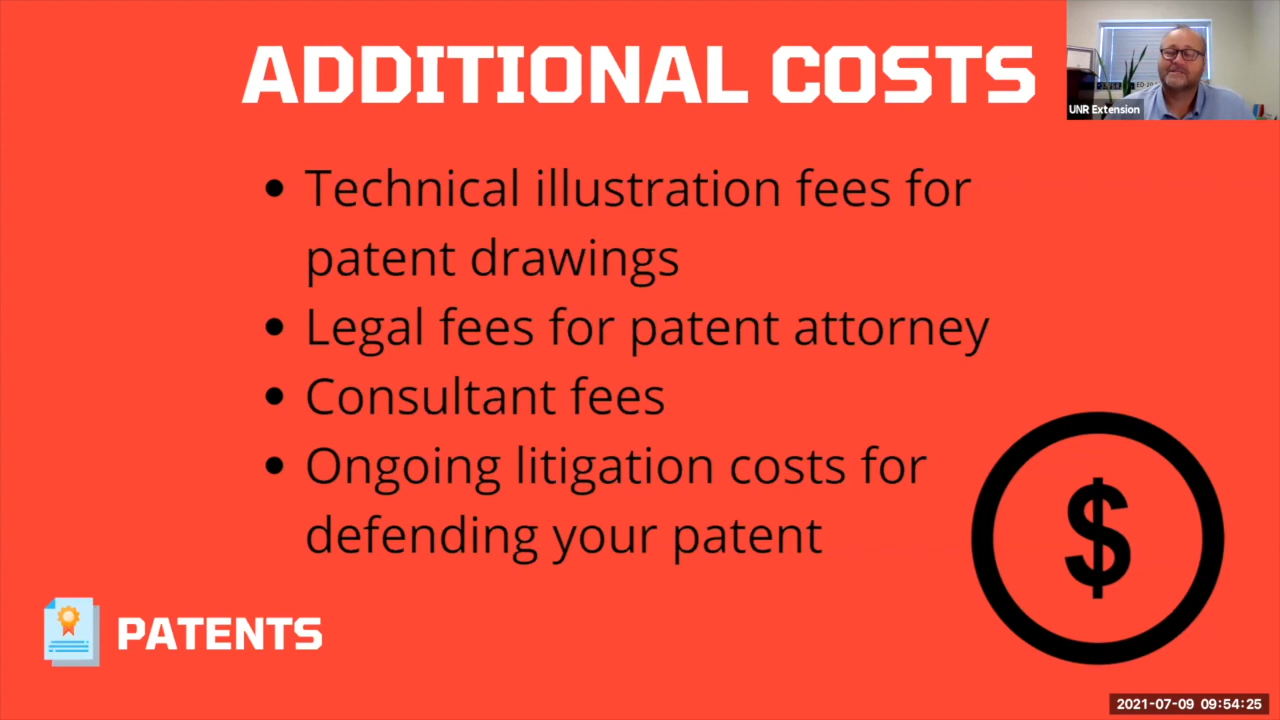 ADDITIONAL COSTS
UNR Extension
• Technical illustration fees for
patent drawings
• Legal fees for patent attorney
• Consultant fees
• Ongoing litigation costs for
defending your patent
$
PATENTS
2021-07-09 09:54:25